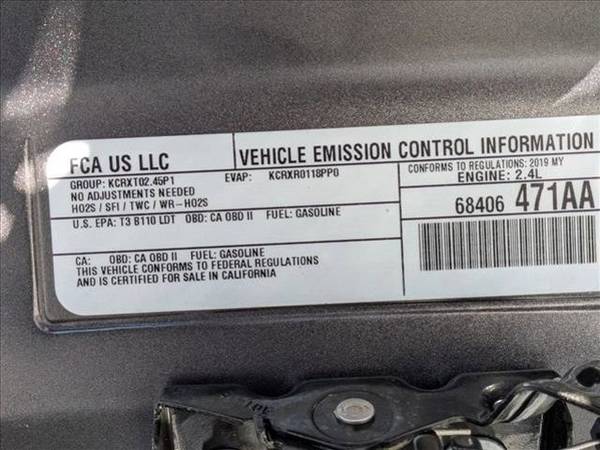 FCA US LLC
VEHICLE EMISSION CONTROL INFORMATION
GROUP: KCRXT02.45P1
EVAP: KCRXR0118PP0
NO ADJUSTMENTS NEEDED
HO2S / SFI / TWC / WR-HO2S
CONFORMS TO REGULATIONS: 2019 MY
ENGINE: 2.4L
U.S. EPA: T3 B110 LDT OBD: CA OBD II FUEL: GASOLINE
68406 471AA
CA: OBD: CA OBD II FUEL: GASOLINE
THIS VEHICLE CONFORMS TO FEDERAL REGULATIONS
AND IS CERTIFIED FOR SALE IN CALIFORNIA